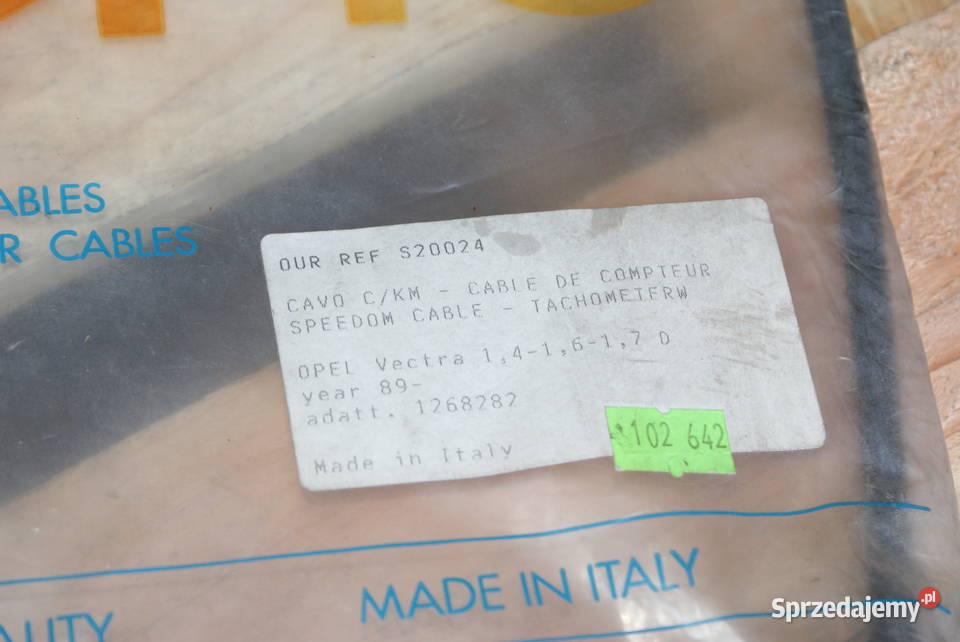 ABLES
R CABLES
OUR REF S20024
CAVO C/KM - CABLE DE COMPTEUR
SPEEDOM CABLE - TACHOMETERW
OPEL Vectra 1,4-1,6-1,7 D
year 89-
adatt. 1268282
Made in Italy
102 642
MADE IN ITALY
AUTY
Sprzedajemy.pl